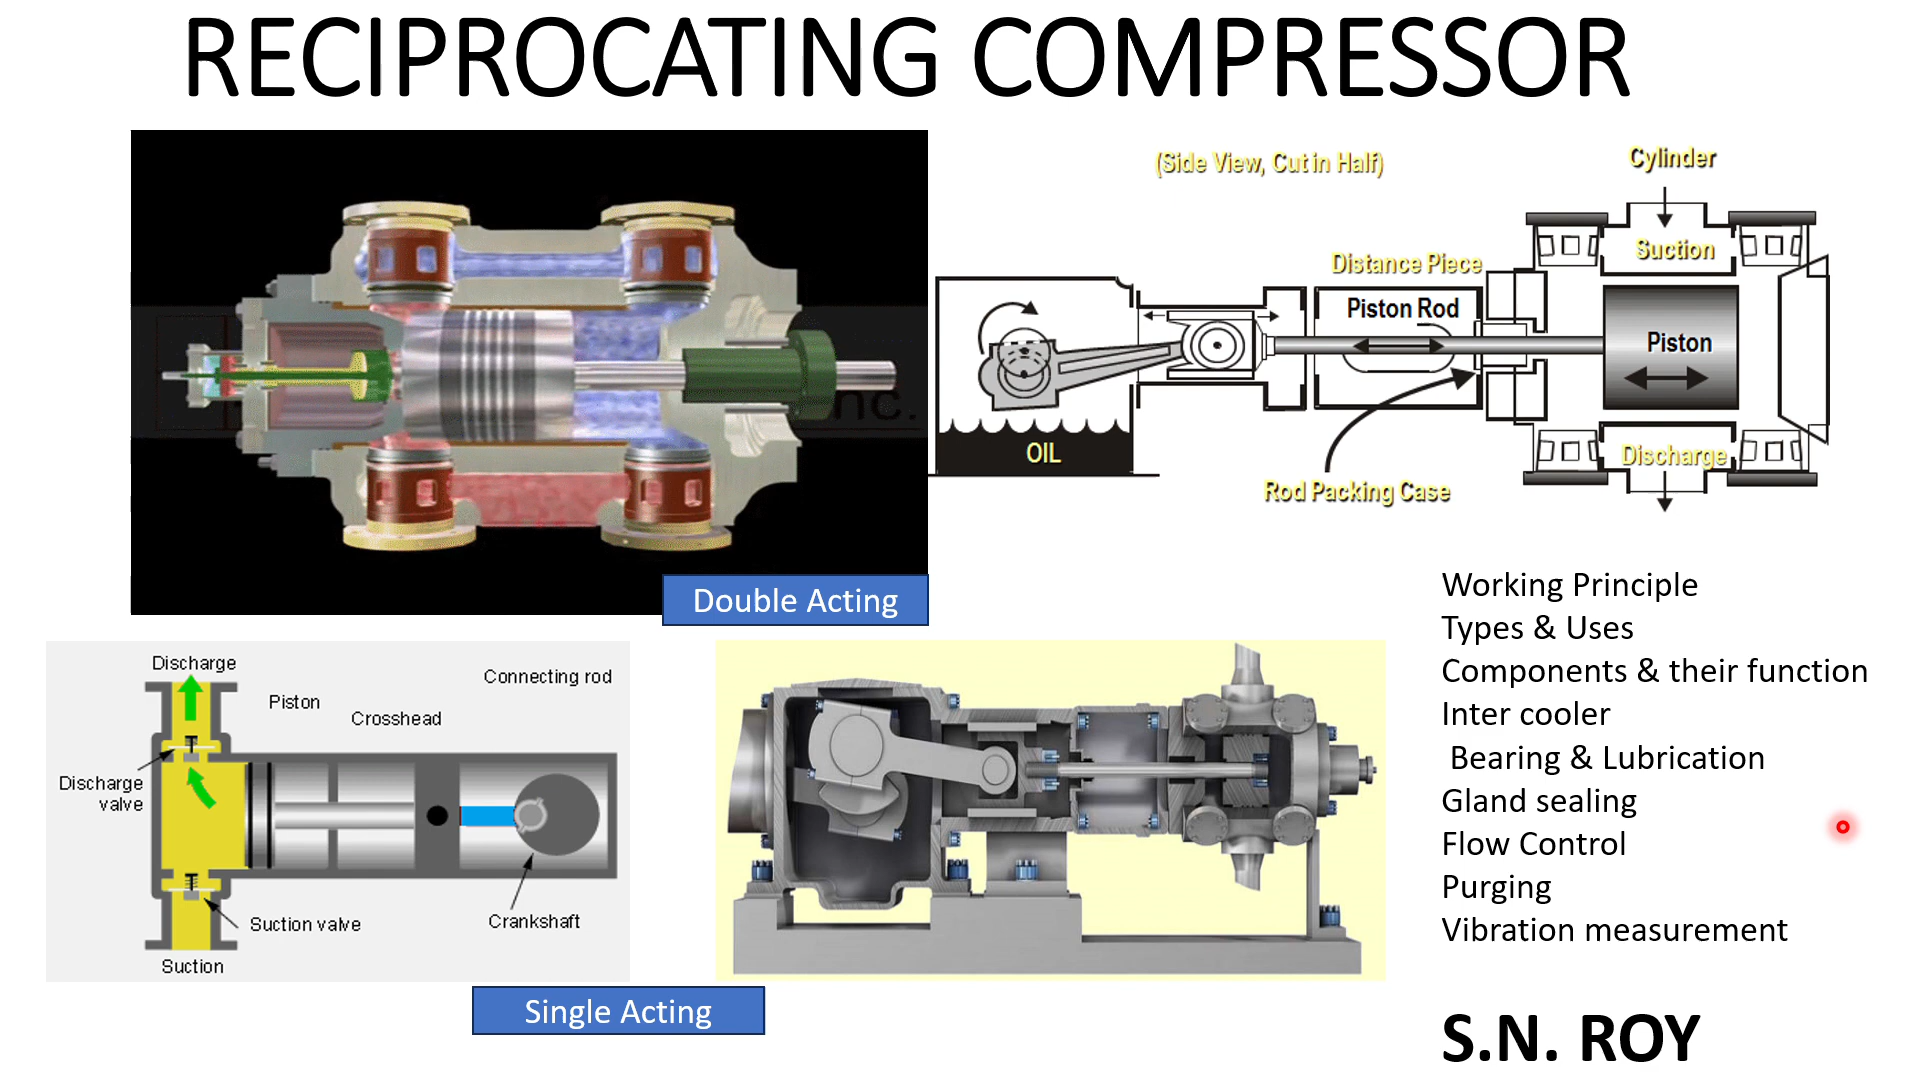 RECIPROCATING COMPRESSOR
nc.
Double Acting
(Side View, Cut in Half)
Cylinder
Suction
Distance Piece
Piston Rod
Piston
OIL
Discharge
Rod Packing Case
Discharge
Connecting rod
Piston
Crosshead
Discharge
valve
Suction valve
Crankshaft
Suction
Single Acting
Working Principle
Types & Uses
Components & their function
Inter cooler
Bearing & Lubrication
Gland sealing
Flow Control
Purging
Vibration measurement
S.N. ROY